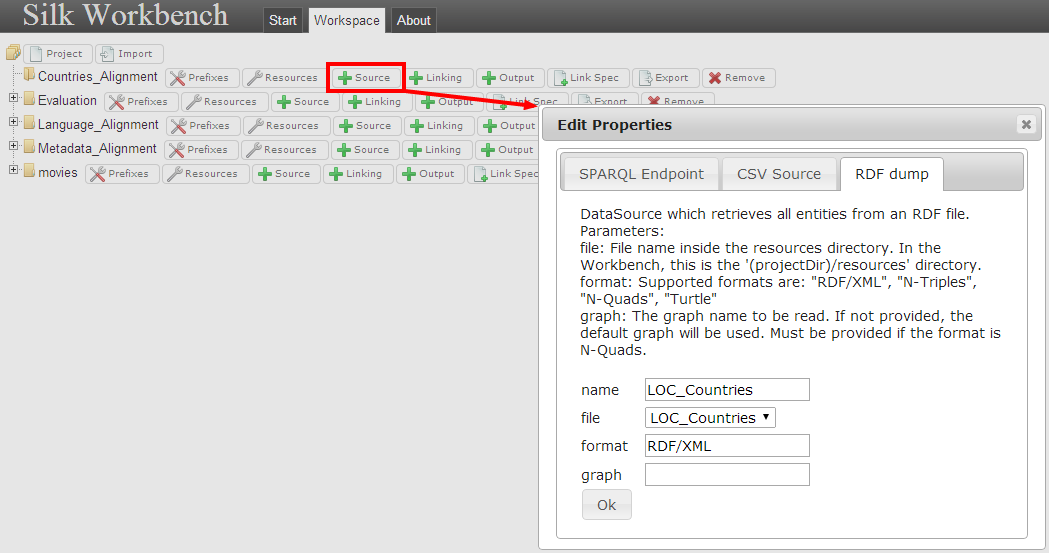 Silk Workbench Start Workspace About
Project Import
Countries_Alignment Prefixes Resources Source Linking Output Link Spec Export Remove
Evaluation Prefixes Resources Source Linking Output Link Spec Export Remove
Language_Alignment Prefixes Resources Source Linking Output
Metadata_Alignment Prefixes Resources Source Linking Output
movies Prefixes Resources Source Linking Output Link Spec
Edit Properties
SPARQL Endpoint CSV Source RDF dump
DataSource which retrieves all entities from an RDF file.
Parameters:
file: File name inside the resources directory. In the
Workbench, this is the '(projectDir)/resources' directory.
format: Supported formats are: "RDF/XML", "N-Triples",
"N-Quads", "Turtle"
graph: The graph name to be read. If not provided, the
default graph will be used. Must be provided if the format is
N-Quads.
name LOC_Countries
file LOC_Countries
format RDF/XML
graph
Ok